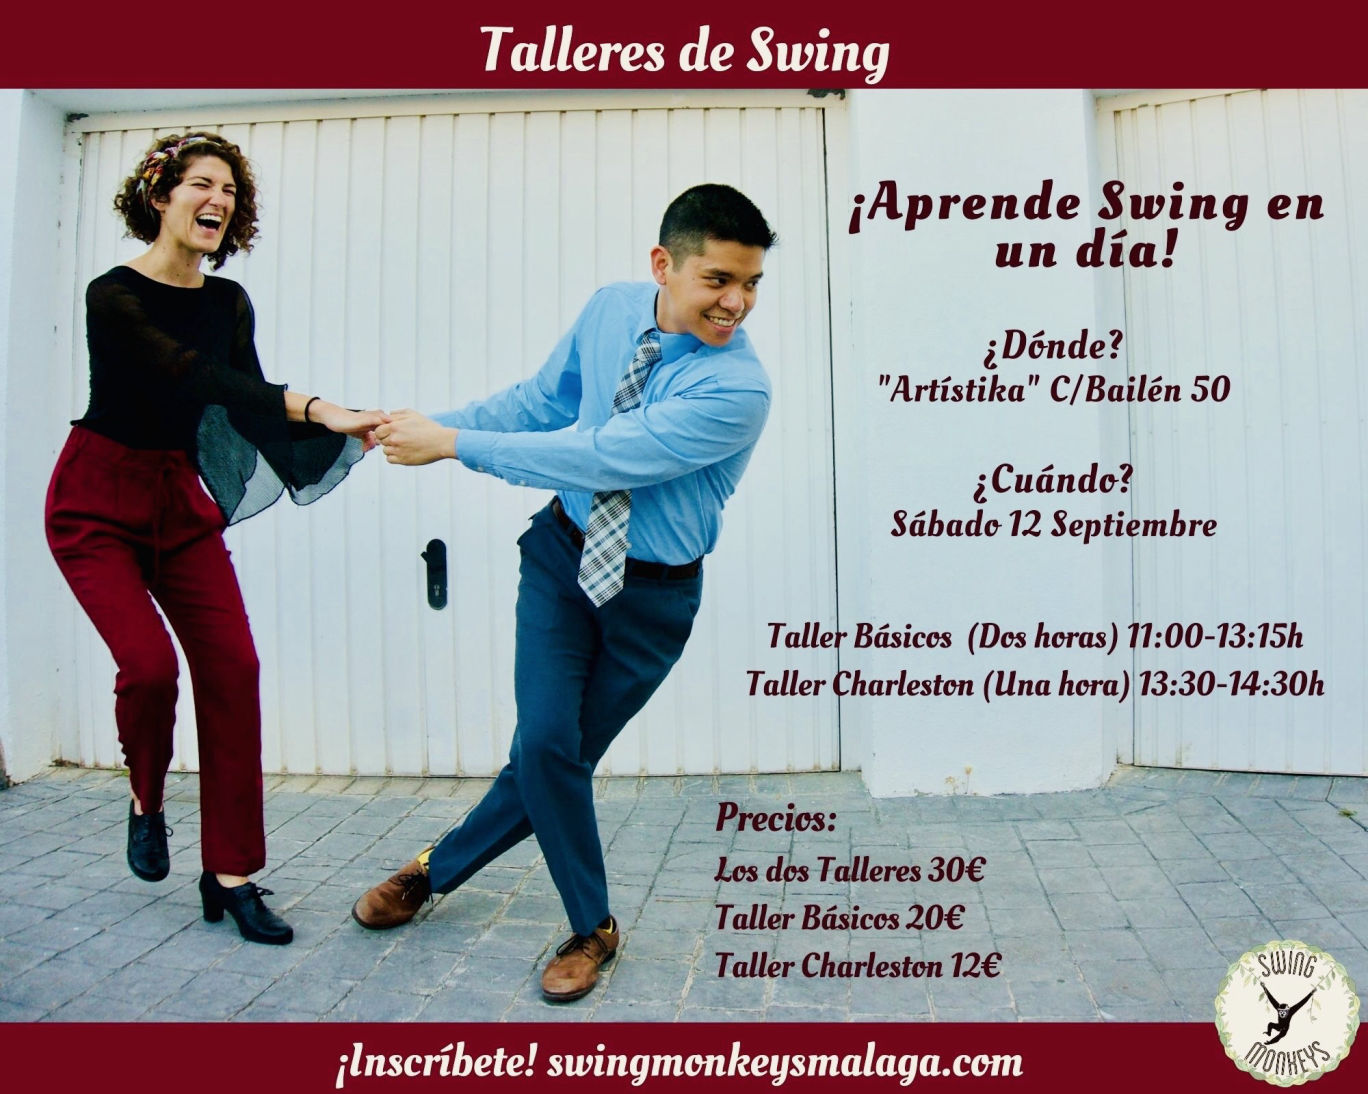 Talleres de Swing
¡Aprende Swing en
un día!
¿Dónde?
"Artístika" C/Bailén 50
¿Cuándo?
Sábado 12 Septiembre
Taller Básicos (Dos horas) 11:00-13:15h
Taller Charleston (Una hora) 13:30-14:30h
Precios:
Los dos Talleres 30€
Taller Básicos 20€
Taller Charleston 12€
SWING
MONKEYS
¡Inscríbete! swingmonkeysmalaga.com